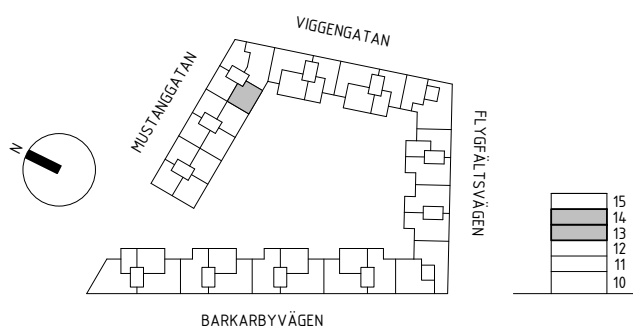 VIGGENGATAN
MUSTANGGATAN
N
FLYGFÄLTSVÄGEN
15
14
13
12
11
10
BARKARBYVÄGEN